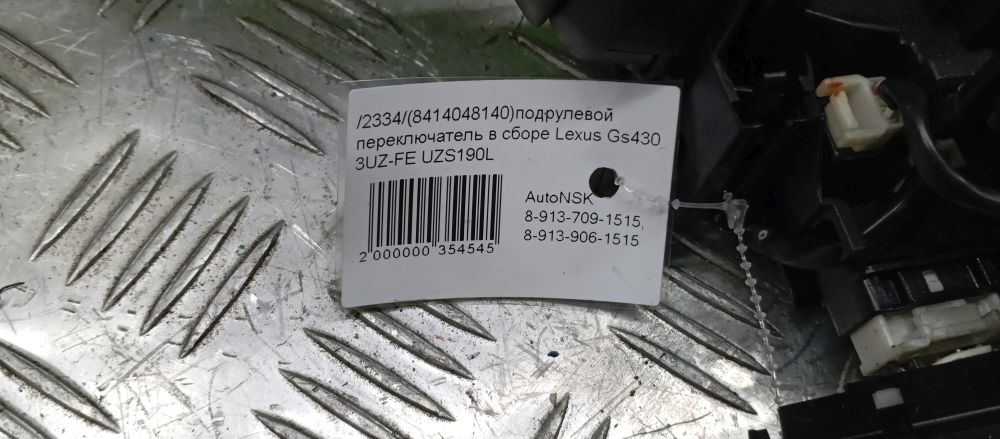 /2334/(8414048140)подрулевой
переключатель в сборе Lexus Gs430
3UZ-FE UZS190L
AutoNSK
8-913-709-1515,
8-913-906-1515
2 000000 354545